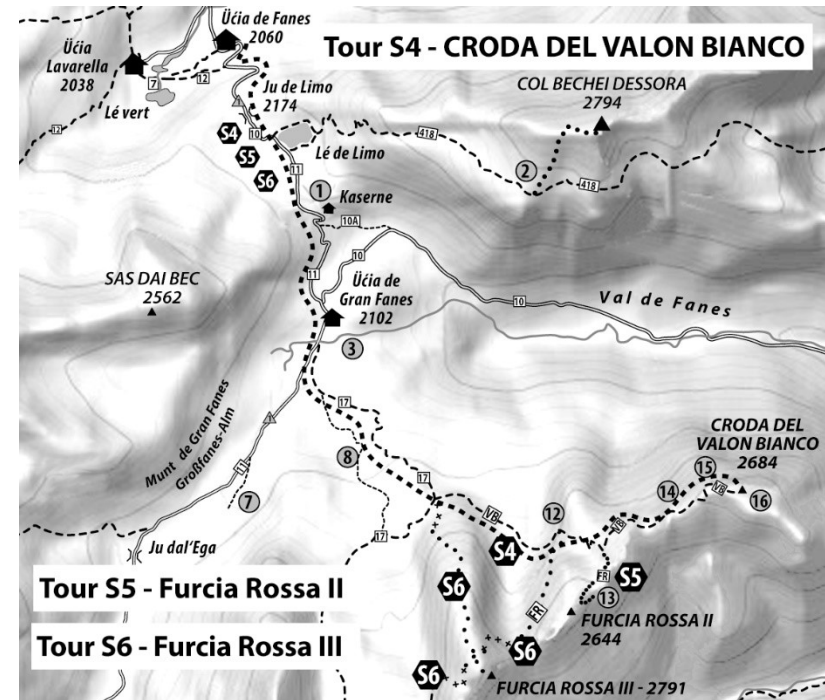 Üćia de Fanes
2060
Tour S4 - CRODA DEL VALON BIANCO
Üćia
Lavarella
2038
7
12
Lé vert
12
Ju de Limo
2174
10
S4
S5
S6
Lé de Limo
COL BECHEI DESSORA
2794
418
2
418
11
1
Kaserne
10A
10
11
SAS DAI BEC
2562
Üćia de
Gran Fanes
2102
Val de Fanes
10
3
Munt de Gran Fanes
Großfanes-Alm
11
17
8
17
7
17
Ju dal'Ega
CRODA DEL
VALON BIANCO
2684
15
14
16
VB
12
VB
VB
S4
FR
S5
13
S6
FR
S6
S6
FURCIA ROSSA II
2644
FURCIA ROSSA III - 2791
Tour S5 - Furcia Rossa II
Tour S6 - Furcia Rossa III